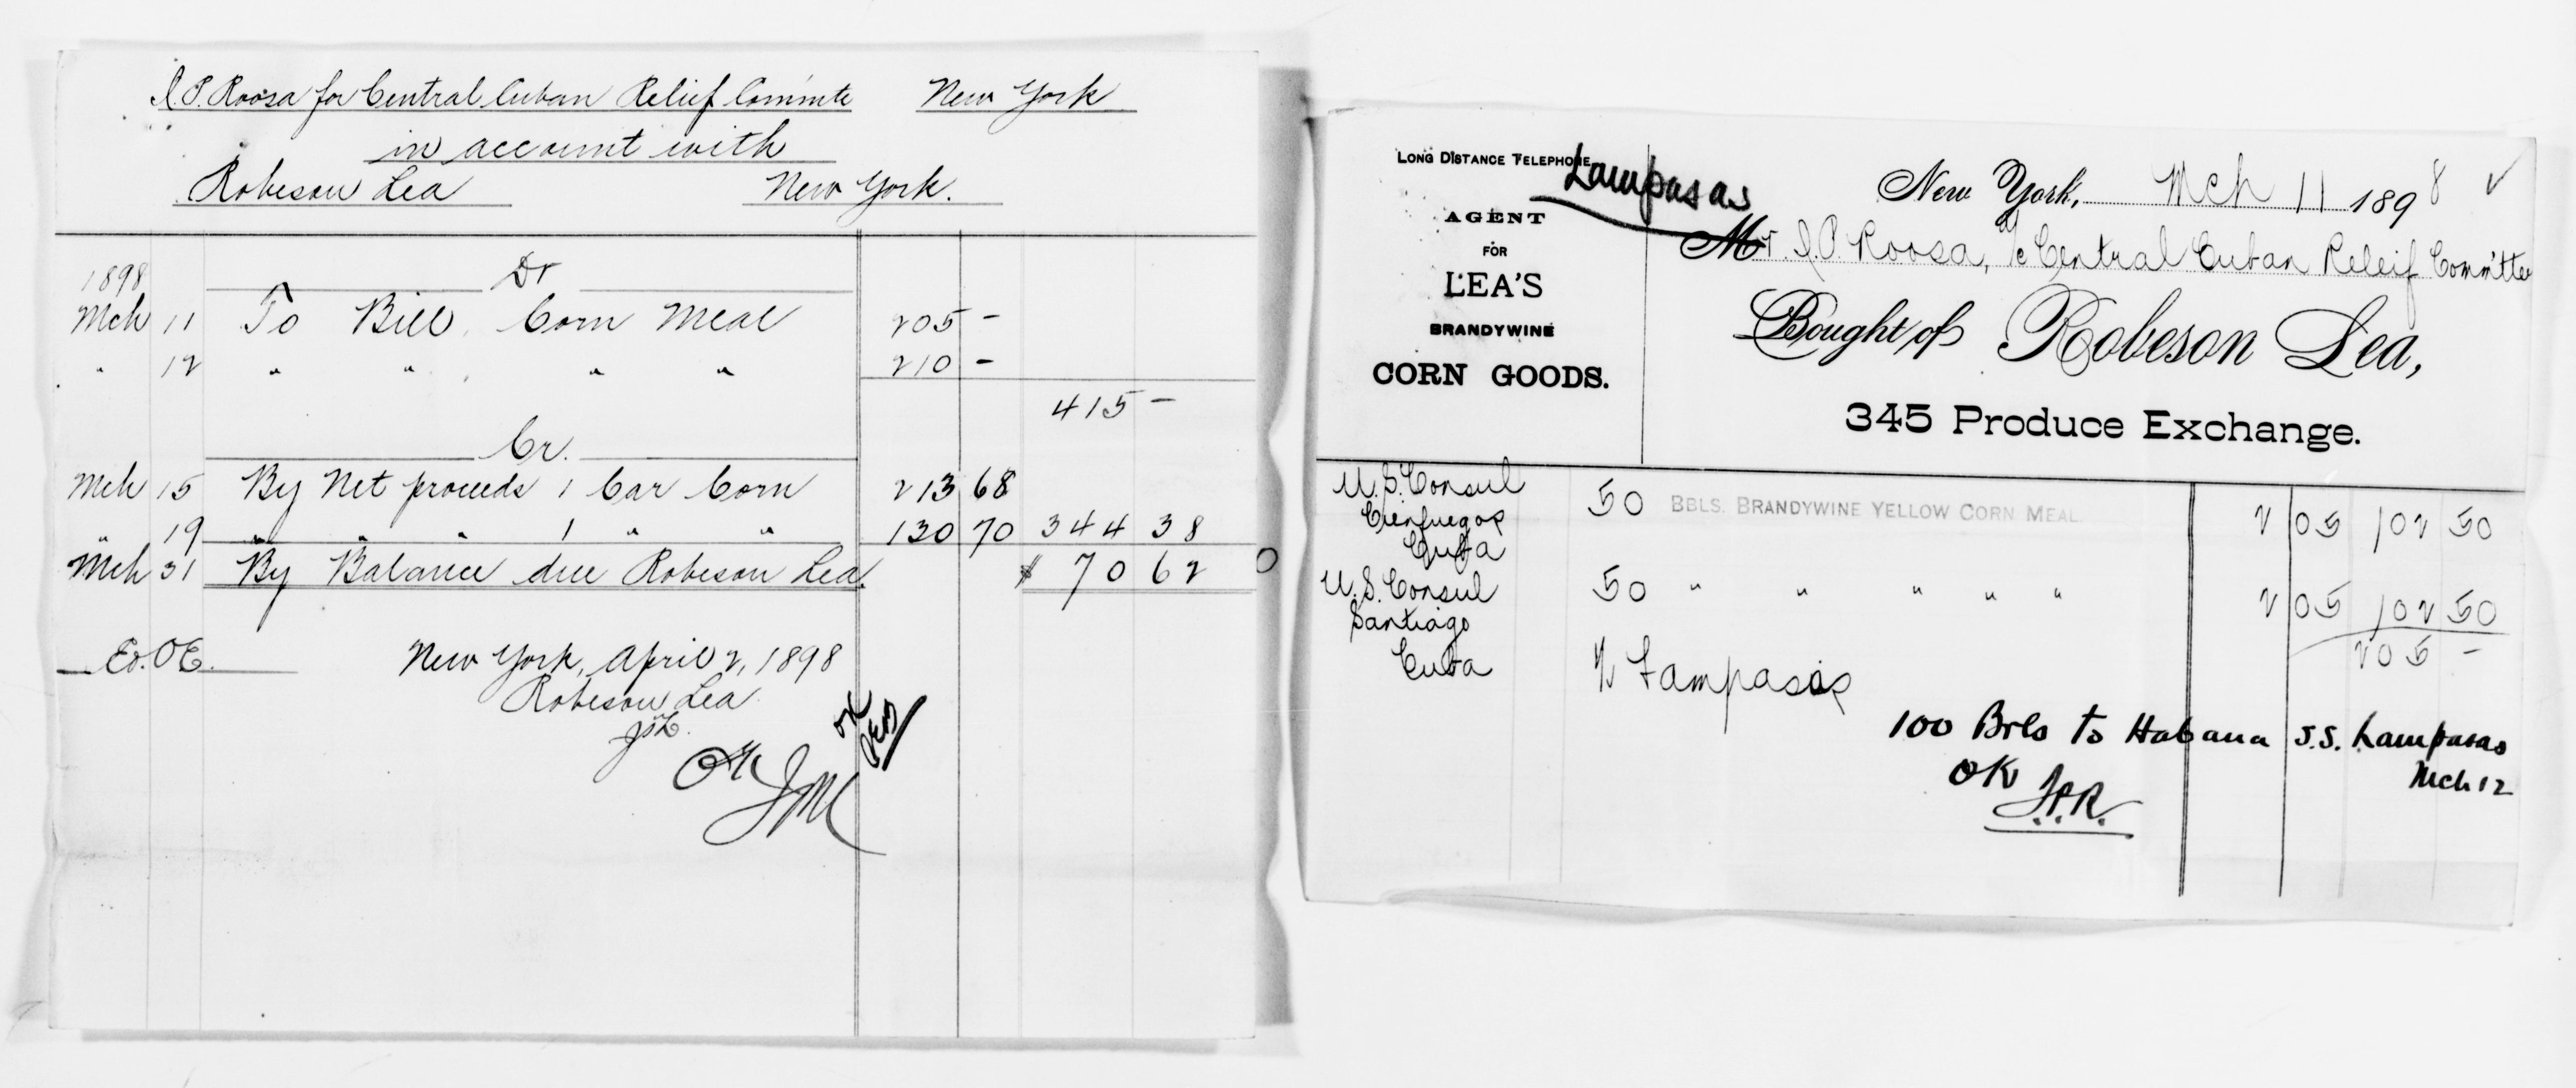 I. P. Roosa for Central Cuban Relief Committe New York
in account with
Robeson Lea New York.
1898 Dr
Mch 11 To Bill Corn Meal 205 -
" 12 " " " " 210 -
415 -
Cr.
Mch 15 By Net proceeds 1 Car Corn 213 68
" 19 " " " 1 " " 130 70 344 38
Mch 31 By Balance due Robeson Lea. $ 70 62
E. & O. E. New York, April 2, 1898
Robeson Lea
OK
OK JM
LONG DISTANCE TELEPHONE
Lampasas
AGENT
FOR
LEA'S
BRANDYWINE
CORN GOODS.
New York, Mch 11 1898 ✓
Mr. I. P. Roosa, a/c Central Cuban Releif Committee
Bought of Robeson Lea,
345 Produce Exchange.
U. S. Consul
Cienfuegos
Cuba
50 BBLS. BRANDYWINE YELLOW CORN MEAL 2 05 102 50
U. S. Consul
Santiago
Cuba
50 " " " " " 2 05 102 50
205 -
Lampasas
100 Brls to Habana S.S. Lampasas
Mch 12
OK
I.P.R.